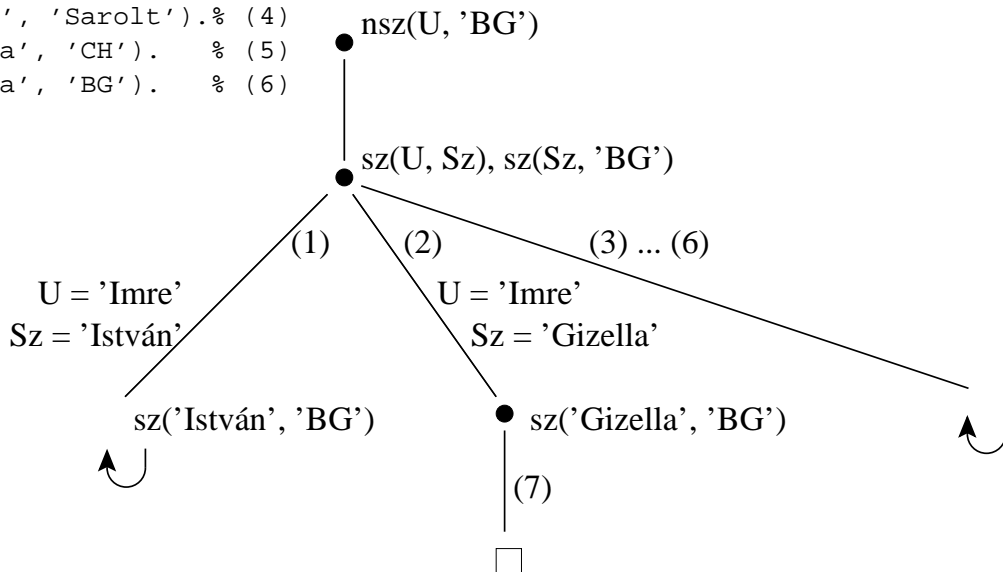 ', 'Sarolt').% (4)
a', 'CH'). % (5)
a', 'BG'). % (6)
nsz(U, ’BG’)
sz(U, Sz), sz(Sz, ’BG’)
(1)
(2)
(3) ... (6)
U = ’Imre’
Sz = ’István’
U = ’Imre’
Sz = ’Gizella’
sz(’István’, ’BG’)
sz(’Gizella’, ’BG’)
(7)